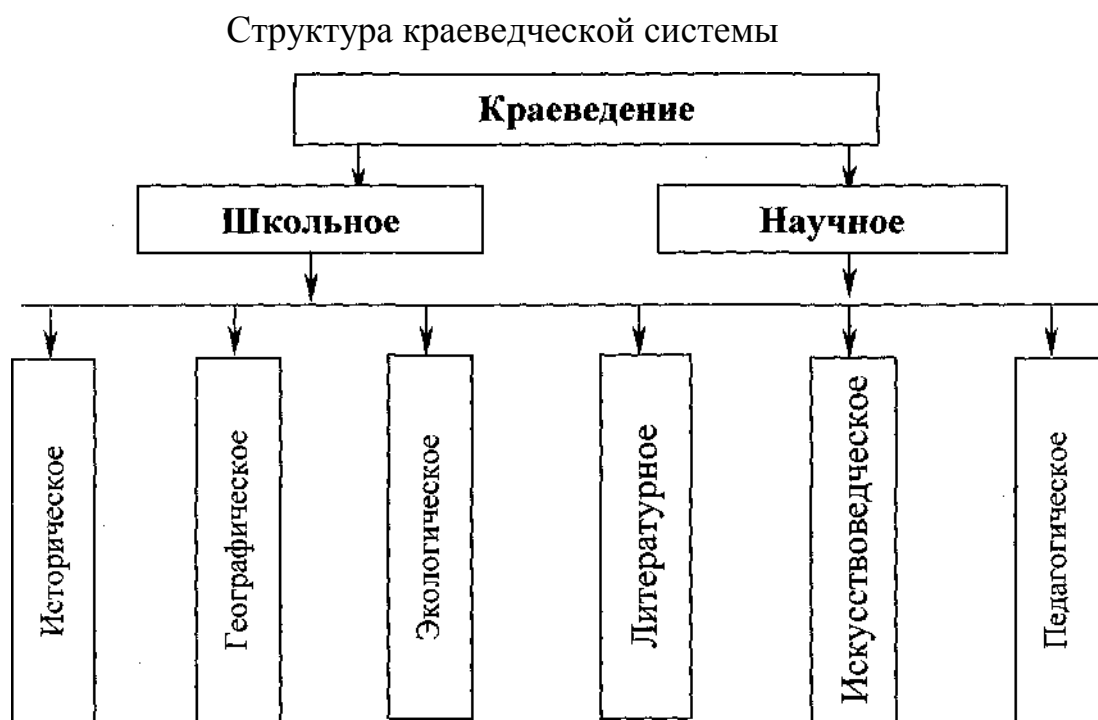 Структура краеведческой системы
Краеведение
Школьное
Научное
Историческое
Географическое
Экологическое
Литературное
Искусствоведческое
Педагогическое